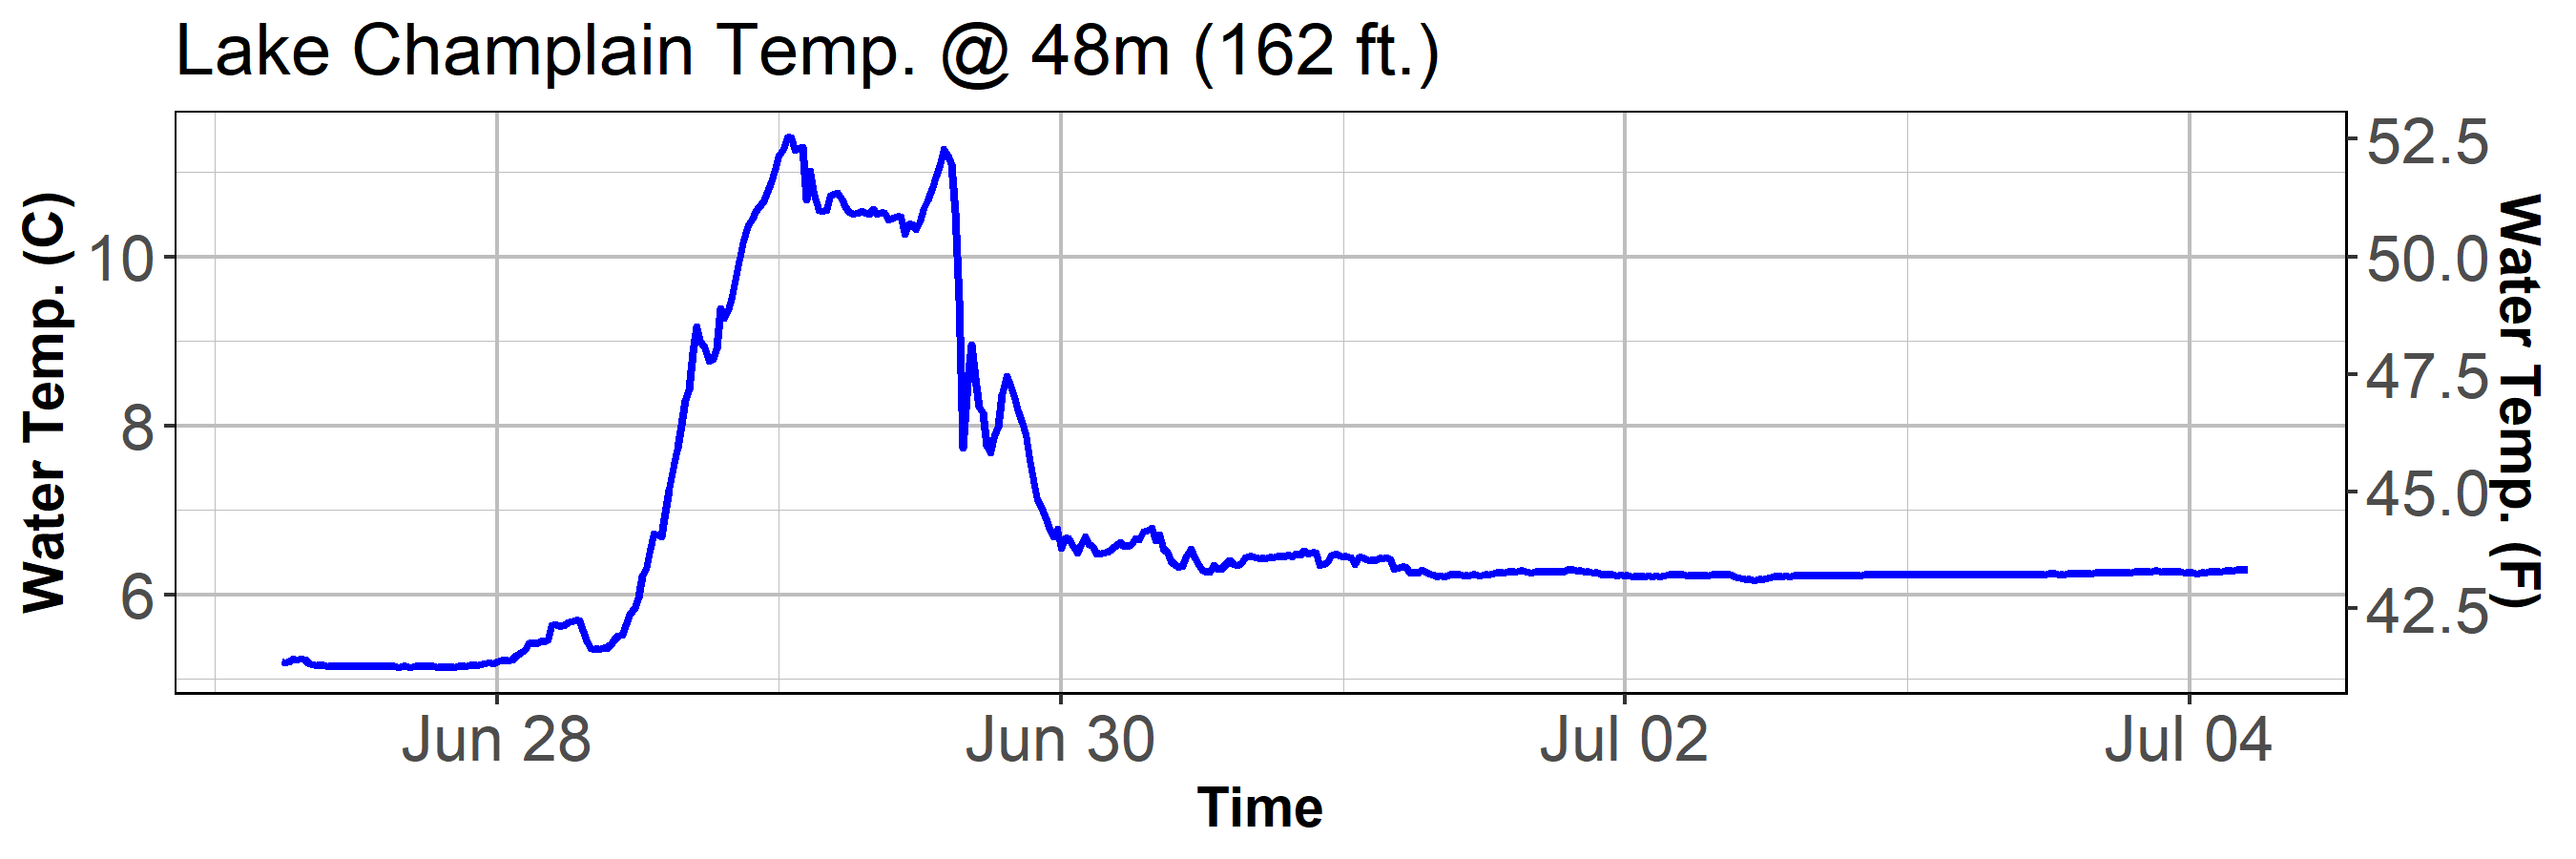 Lake Champlain Temp. @ 48m (162 ft.)
Water Temp. (C)
10
8
6
52.5
50.0
47.5
45.0
42.5
Water Temp. (F)
Jun 28
Jun 30
Jul 02
Jul 04
Time